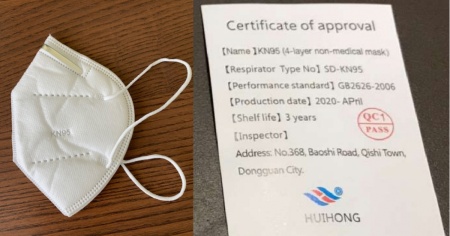 KN95
Certificate of approval
【Name】KN95 (4-layer non-medical mask)
【Respirator Type No】SD-KN95
【Performance standard】GB2626-2006
【Production date】2020-APril
【Shelf life】3 years
【Inspector】
QC1
PASS
Address: No.368, Baoshi Road, Qishi Town,
Dongguan City.
HUIHONG